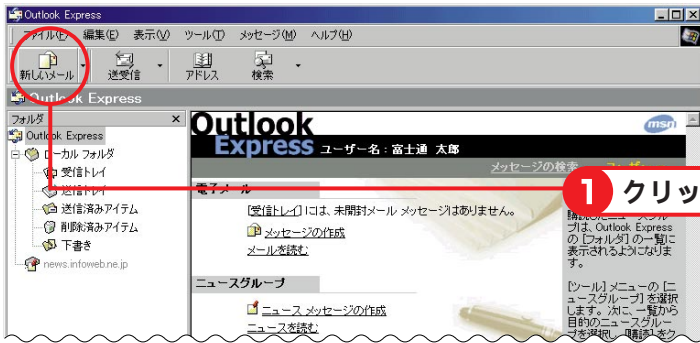 Outlook Express
ファイル(F) 編集(E) 表示(V) ツール(T) メッセージ(M) ヘルプ(H)
新しいメール 送受信 アドレス 検索
Outlook Express
フォルダ ×
Outlook Express
ローカル フォルダ
受信トレイ
送信トレイ
送信済みアイテム
削除済みアイテム
下書き
news.infoweb.ne.jp
Outlook
Express ユーザー名 : 富士通 太郎
msn
メッセージの検索
1 クリッ
電子メール
[受信トレイ] には、未開封メール メッセージはありません。
メッセージの作成
メールを読む
ニュースグループ
ニュース メッセージの作成
ニュースを読む
購読したニュースグルー
プは、Outlook Express
の [フォルダ] の一覧に
表示されるようになりま
す。
[ツール] メニューの [ニ
ュースグループ] を選択
します。次に、一覧から
目的のニュースグルー
プを選択し、[購読] をク